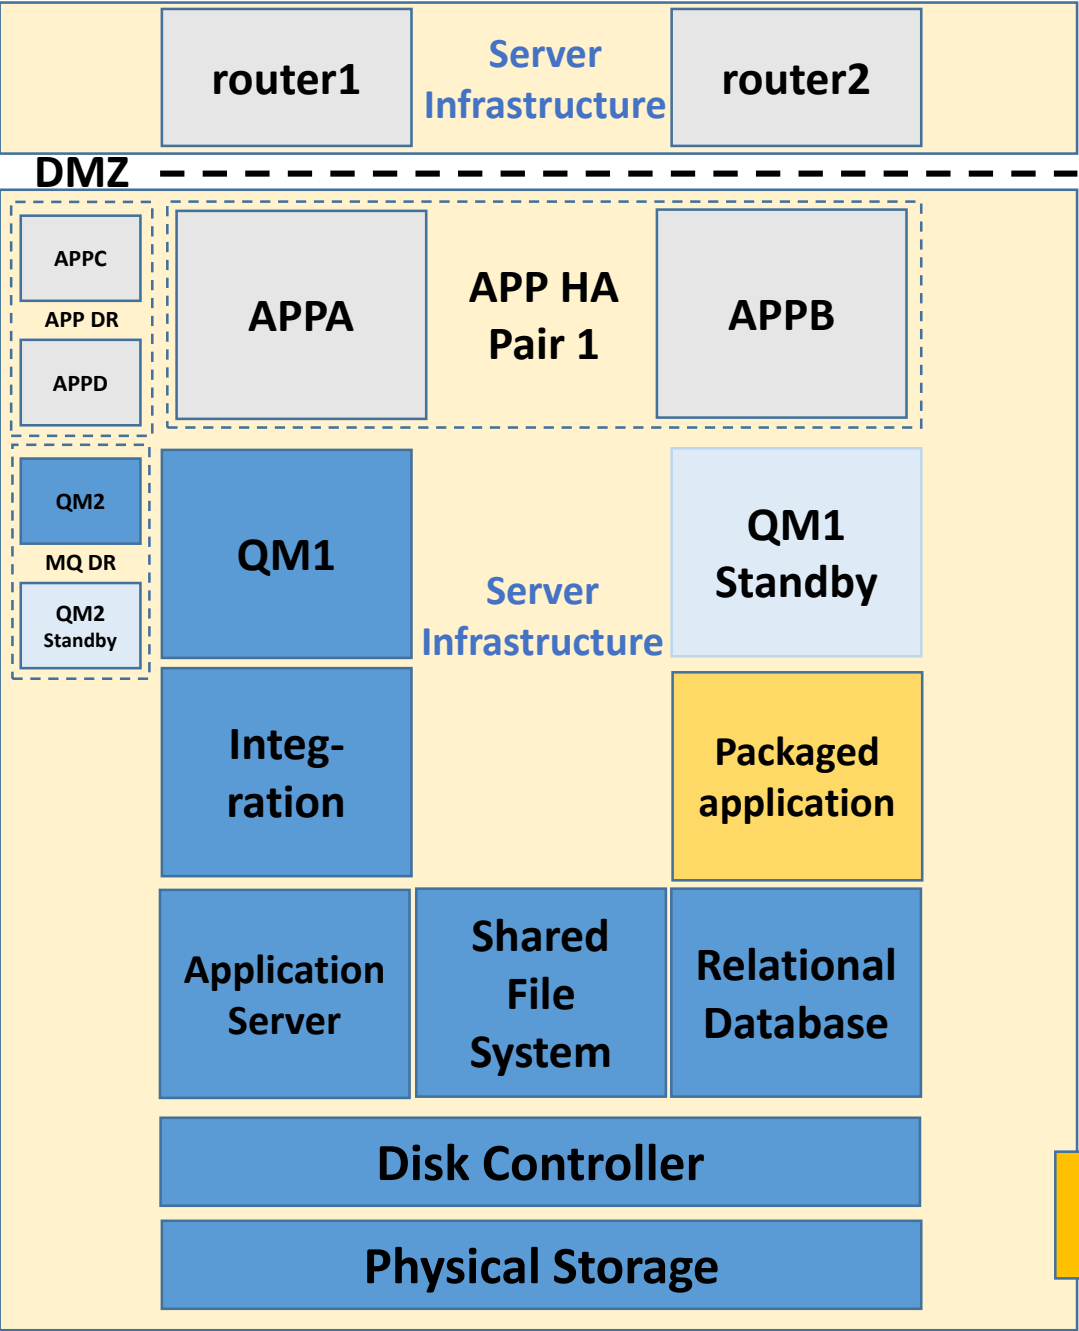 router1
Server
Infrastructure
router2
DMZ
APPC
APP DR
APPD
APPA
APP HA
Pair 1
APPB
QM2
MQ DR
QM2
Standby
QM1
Server
Infrastructure
QM1
Standby
Integ-
ration
Packaged
application
Application
Server
Shared
File
System
Relational
Database
Disk Controller
Physical Storage